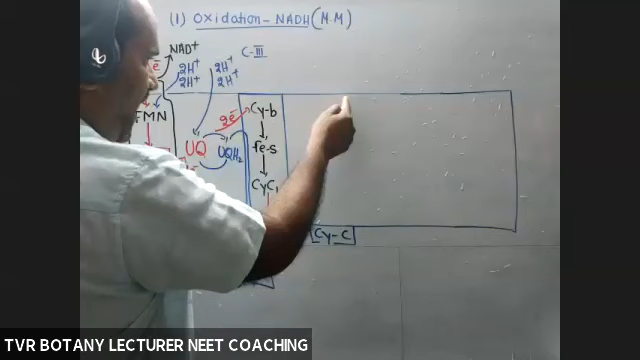 (1) Oxidation-NADH (M.M)
NAD+
C-III
e̅
2H+
2H+
2H+
2H+
FMN
2e̅
Cy-b
UQ
UQH2
Fe-s
CyC1
Cy-C
TVR BOTANY LECTURER NEET COACHING